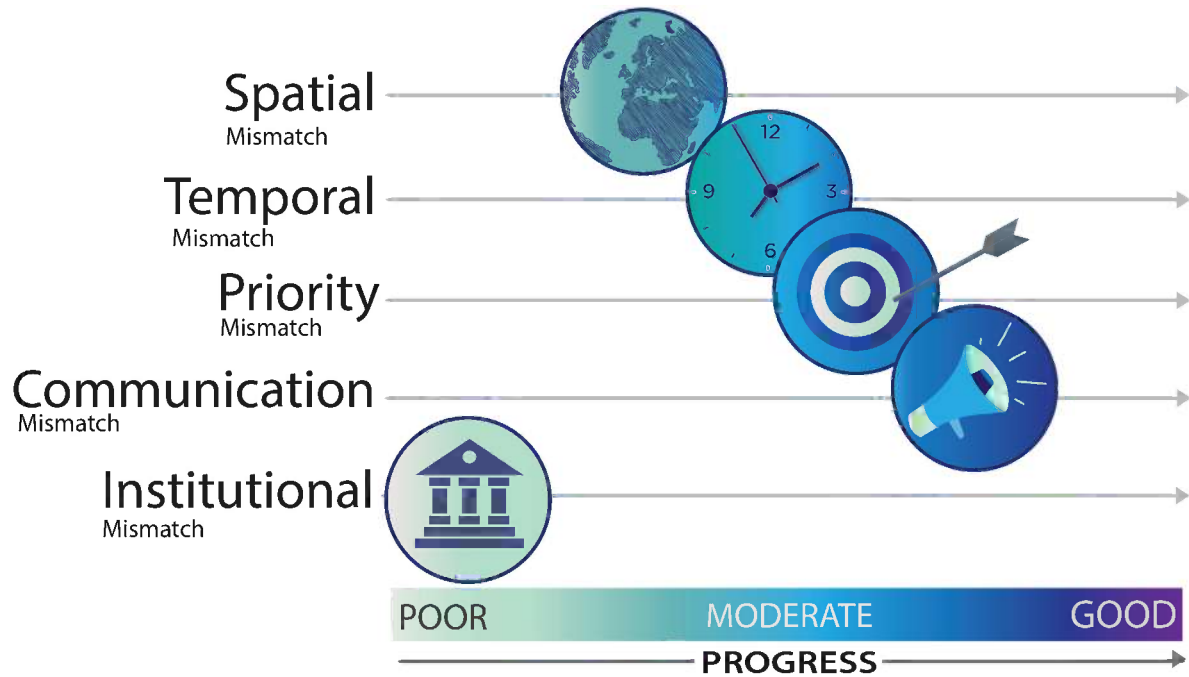 Spatial
Mismatch
Temporal
Mismatch
12
9
3
6
Priority
Mismatch
Communication
Mismatch
Institutional
Mismatch
POOR MODERATE GOOD
PROGRESS